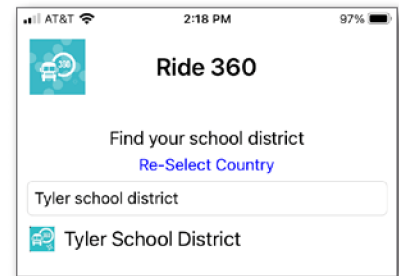 AT&T 2:18 PM 97%
360 Ride 360
Find your school district
Re-Select Country
Tyler school district
Tyler School District